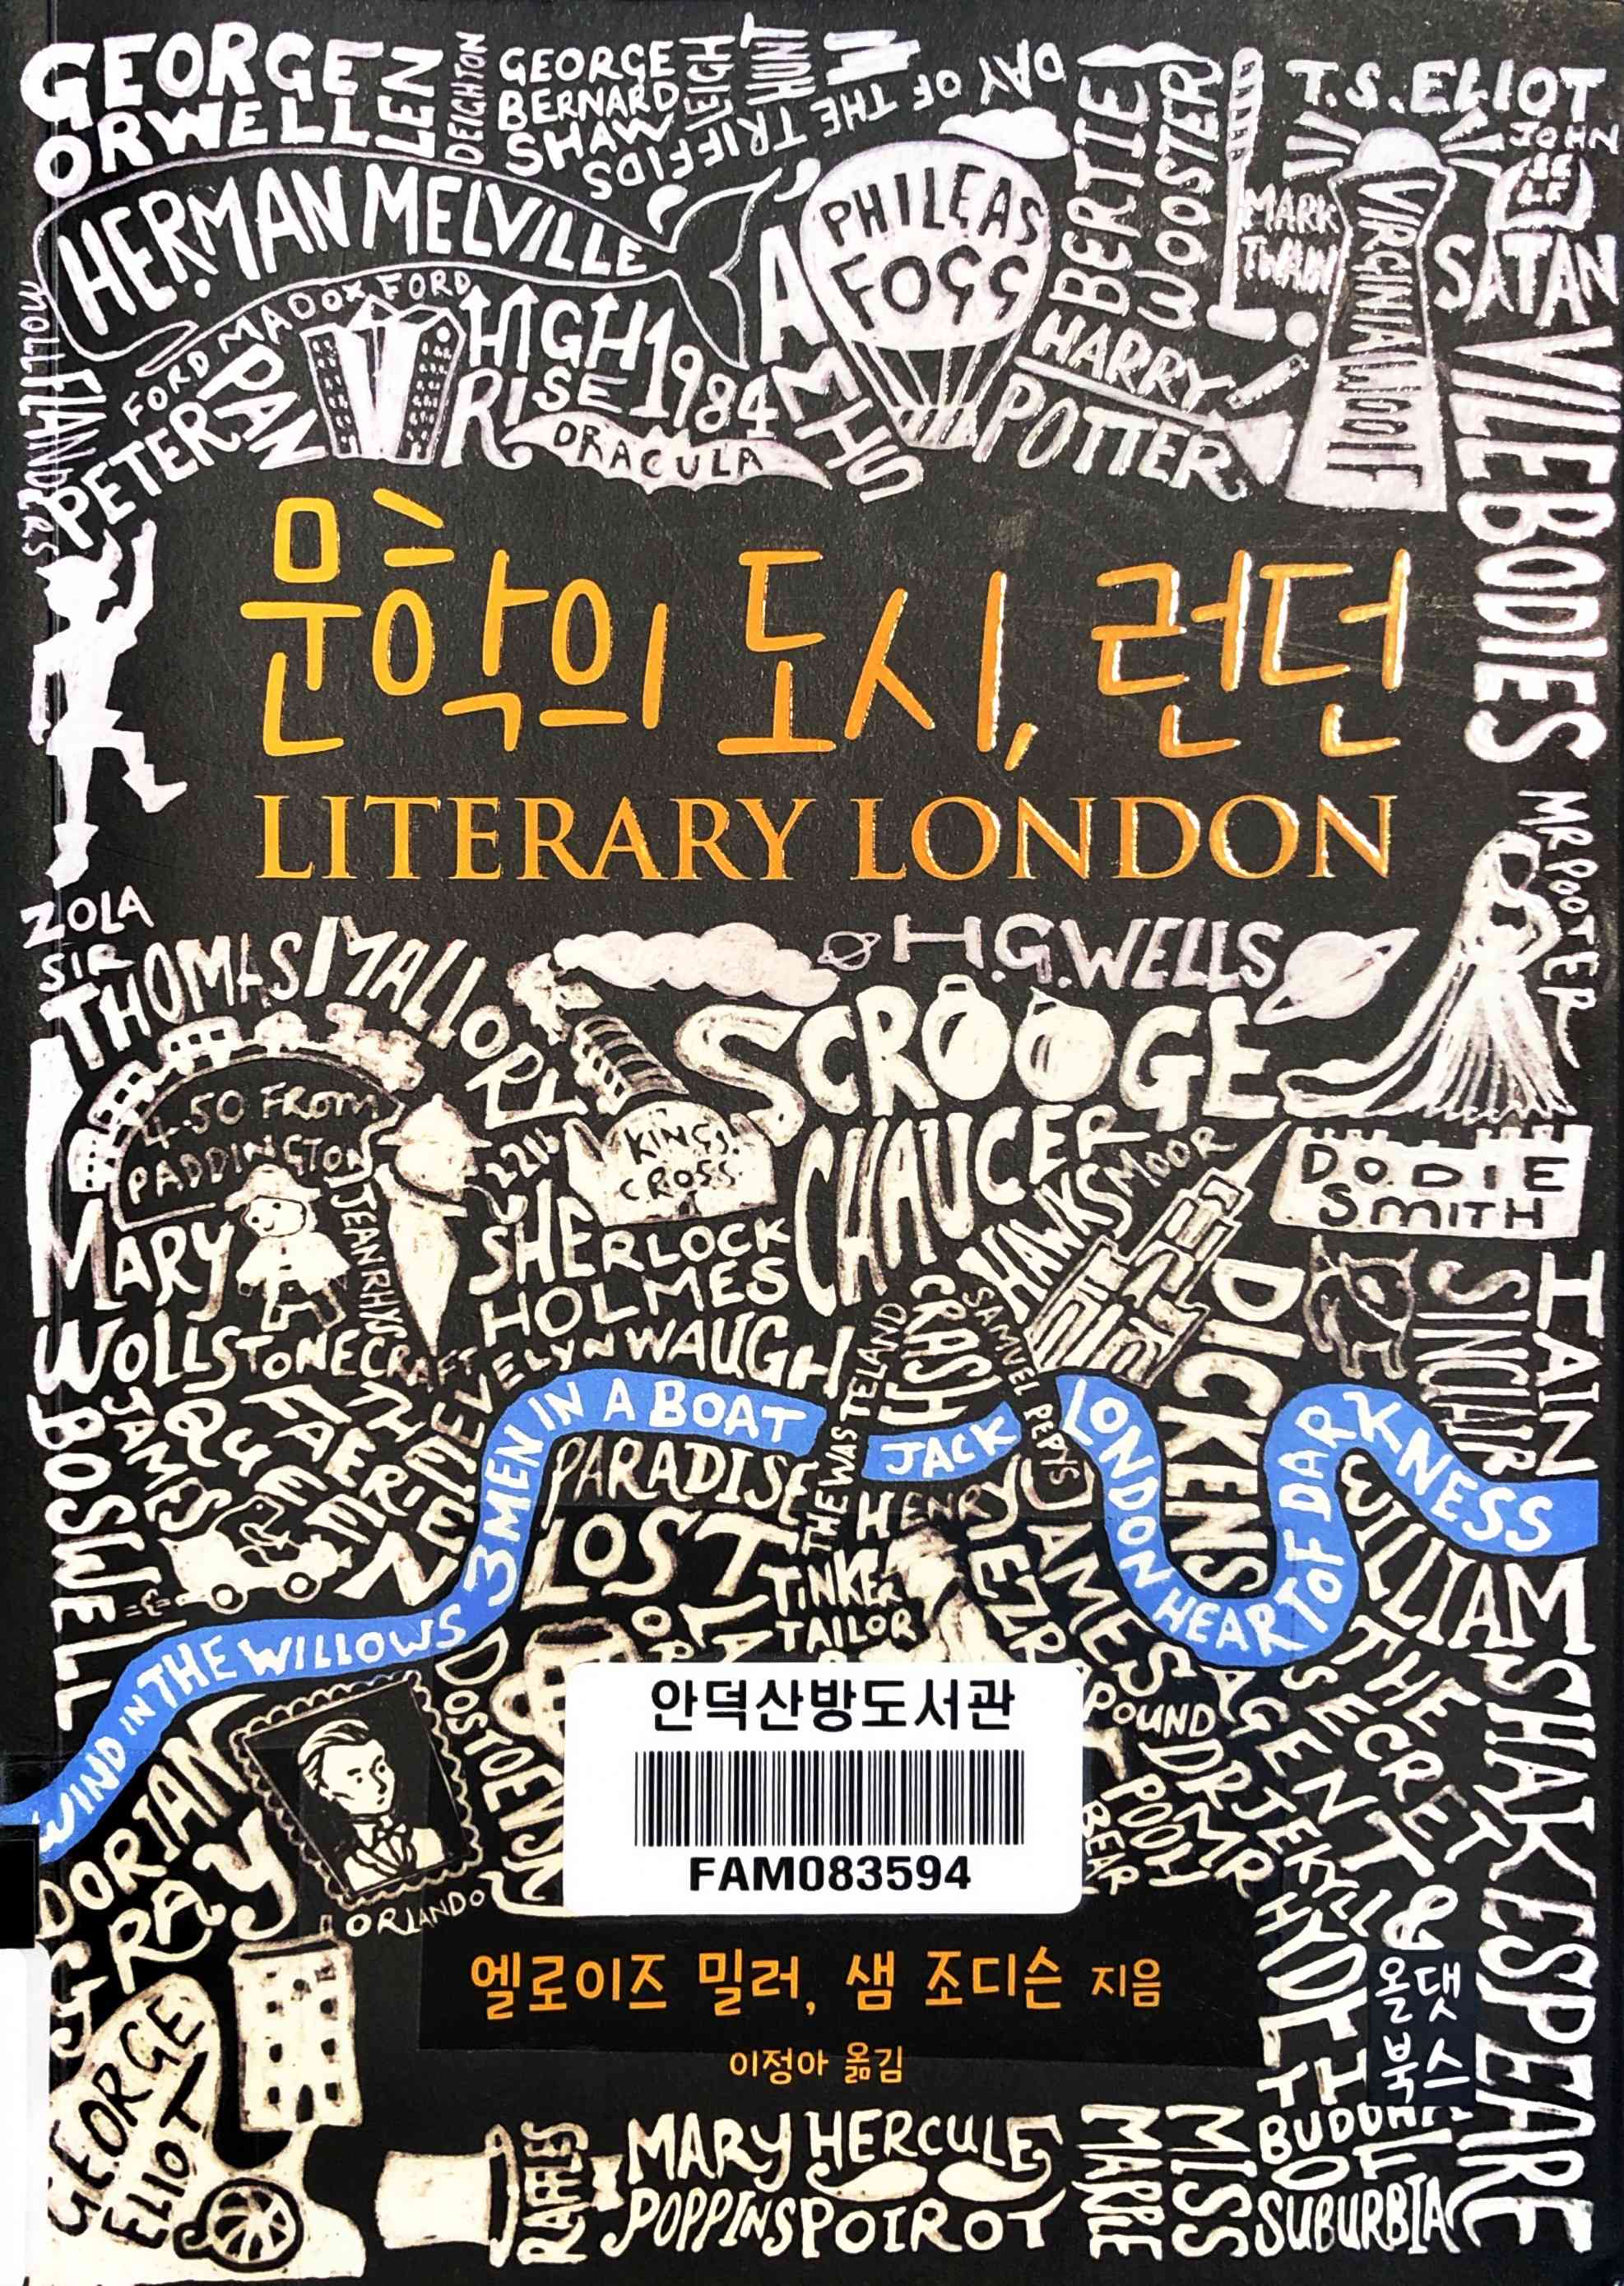 GEORGE
ORWELL
LEN
DEIGHTON
GEORGE
BERNARD
SHAW
LEIGH
HUNT
DAY OF THE
TRIFFIDS
BERTIE
WOOSTER
T.S. ELIOT
JOHN
SELF
SATAN
MARK
TWAIN
VIRGINIA WOOLF
HERMAN MELVILLE
PHILEAS
FOGG
AMIS
FORD MADOX FORD
MOLL FLANDERS
PETER
PAN
HIGH
RISE
1984
DRACULA
HARRY
POTTER
VILE BODIES
문학의 도시, 런던
LITERARY LONDON
MR POOTER
ZOLA
SIR
THOMAS MALLORY
H.G. WELLS
SCROOGE
4.50 FROM
PADDINGTON
221B
KINGS
CROSS
CHAUCER
HAWKSMOOR
DODIE
SMITH
MARY
WOLLSTONECRAFT
JEAN RHYS
SHERLOCK
HOLMES
EVELYN WAUGH
CRASH
SAMUEL PEPYS
DICKENS
IAIN
SINCLAIR
JAMES
BOSWELL
THE
FAERIE
QUEEN
THE WASTELAND
WIND IN THE WILLOWS
3 MEN IN A BOAT
JACK
LONDON
HEART OF DARKNESS
PARADISE
LOST
HENRY
JAMES
EZRA
POUND
TINKER
TAILOR
WILLIAM SHAKESPEARE
THE
SECRET
AGENT
DR JEKYLL
& MR
HYDE
DOSTOEVSKY
POOH
BEAR
안덕산방도서관
FAM083594
DORIAN
GRAY
ORLANDO
엘로이즈 밀러, 샘 조디슨 지음
이정아 옮김
올댓
북스
GEORGE
ELIOT
RAFFLES
MARY
POPPINS
HERCULE
POIROT
MISS
MARPLE
THE
BUDDHA
OF
SUBURBIA